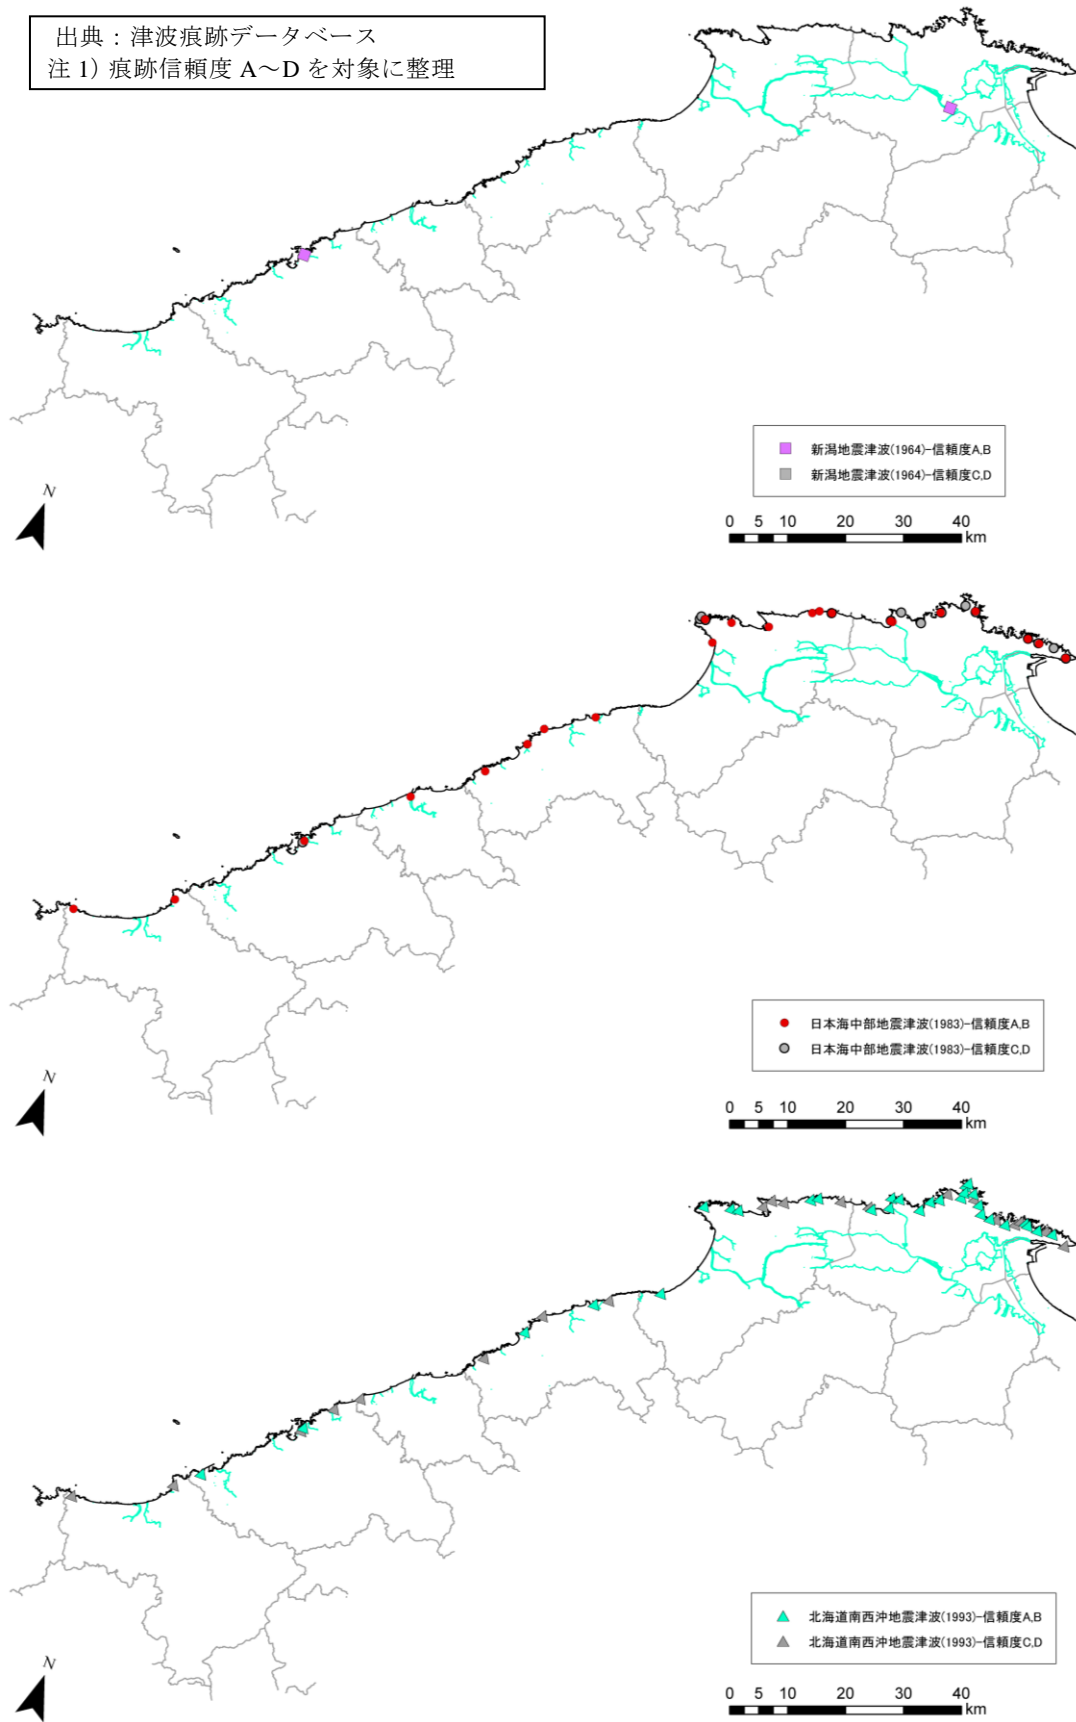 出典：津波痕跡データベース
注 1）痕跡信頼度 A～D を対象に整理
新潟地震津波(1964)-信頼度A,B
新潟地震津波(1964)-信頼度C,D
N
0 5 10 20 30 40
km
日本海中部地震津波(1983)-信頼度A,B
日本海中部地震津波(1983)-信頼度C,D
N
0 5 10 20 30 40
km
北海道南西沖地震津波(1993)-信頼度A,B
北海道南西沖地震津波(1993)-信頼度C,D
N
0 5 10 20 30 40
km